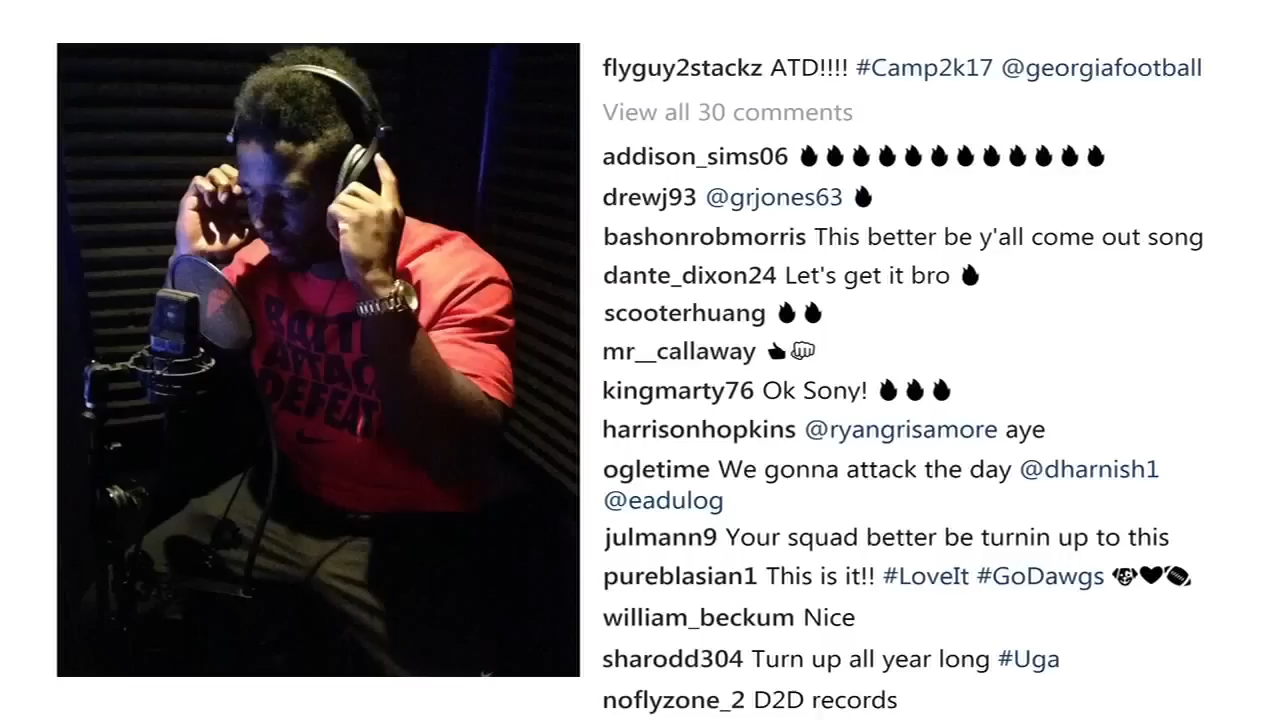 flyguy2stackz ATD!!!! #Camp2k17 @georgiafootball
View all 30 comments
addison_sims06 🔥🔥🔥🔥🔥🔥🔥🔥🔥🔥🔥🔥
drewj93 @grjones63 🔥
bashonrobmorris This better be y'all come out song
dante_dixon24 Let's get it bro 🔥
scooterhuang 🔥🔥
mr__callaway 👍👊
kingmarty76 Ok Sony! 🔥🔥🔥
harrisonhopkins @ryangrisamore aye
ogletime We gonna attack the day @dharnish1
@eadulog
julmann9 Your squad better be turnin up to this
pureblasian1 This is it!! #LoveIt #GoDawgs 🐶❤🏈
william_beckum Nice
sharodd304 Turn up all year long #Uga
noflyzone_2 D2D records
ATTAC
DEFEAT